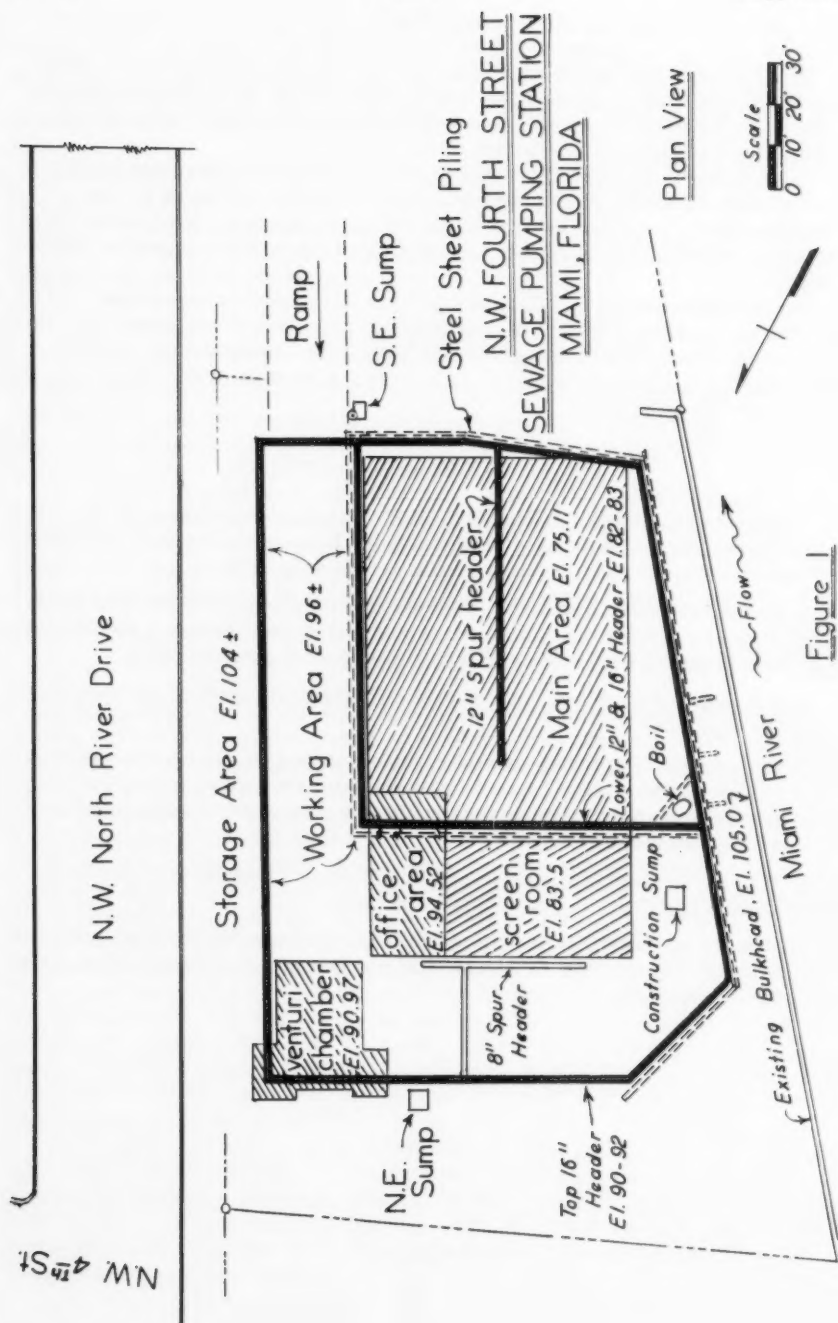 N.W. 4TH ST.
N.W. North River Drive
Storage Area El. 104±
Ramp
Working Area El. 96±
S.E. Sump
Steel Sheet Piling
N.W. FOURTH STREET
SEWAGE PUMPING STATION
MIAMI, FLORIDA
venturi
chamber
El. 90.97
office
area
El. 94.52
screen
room
El. 83.5
12" Spur header
Main Area El. 75.11
Lower 12" & 16" Header El. 82-83
N.E.
Sump
8" Spur
Header
Construction Sump
Boil
Top 16"
Header
El. 90-92
Existing Bulkhead, El. 105.0
Flow
Miami River
Plan View
Scale
0 10' 20' 30'
Figure 1